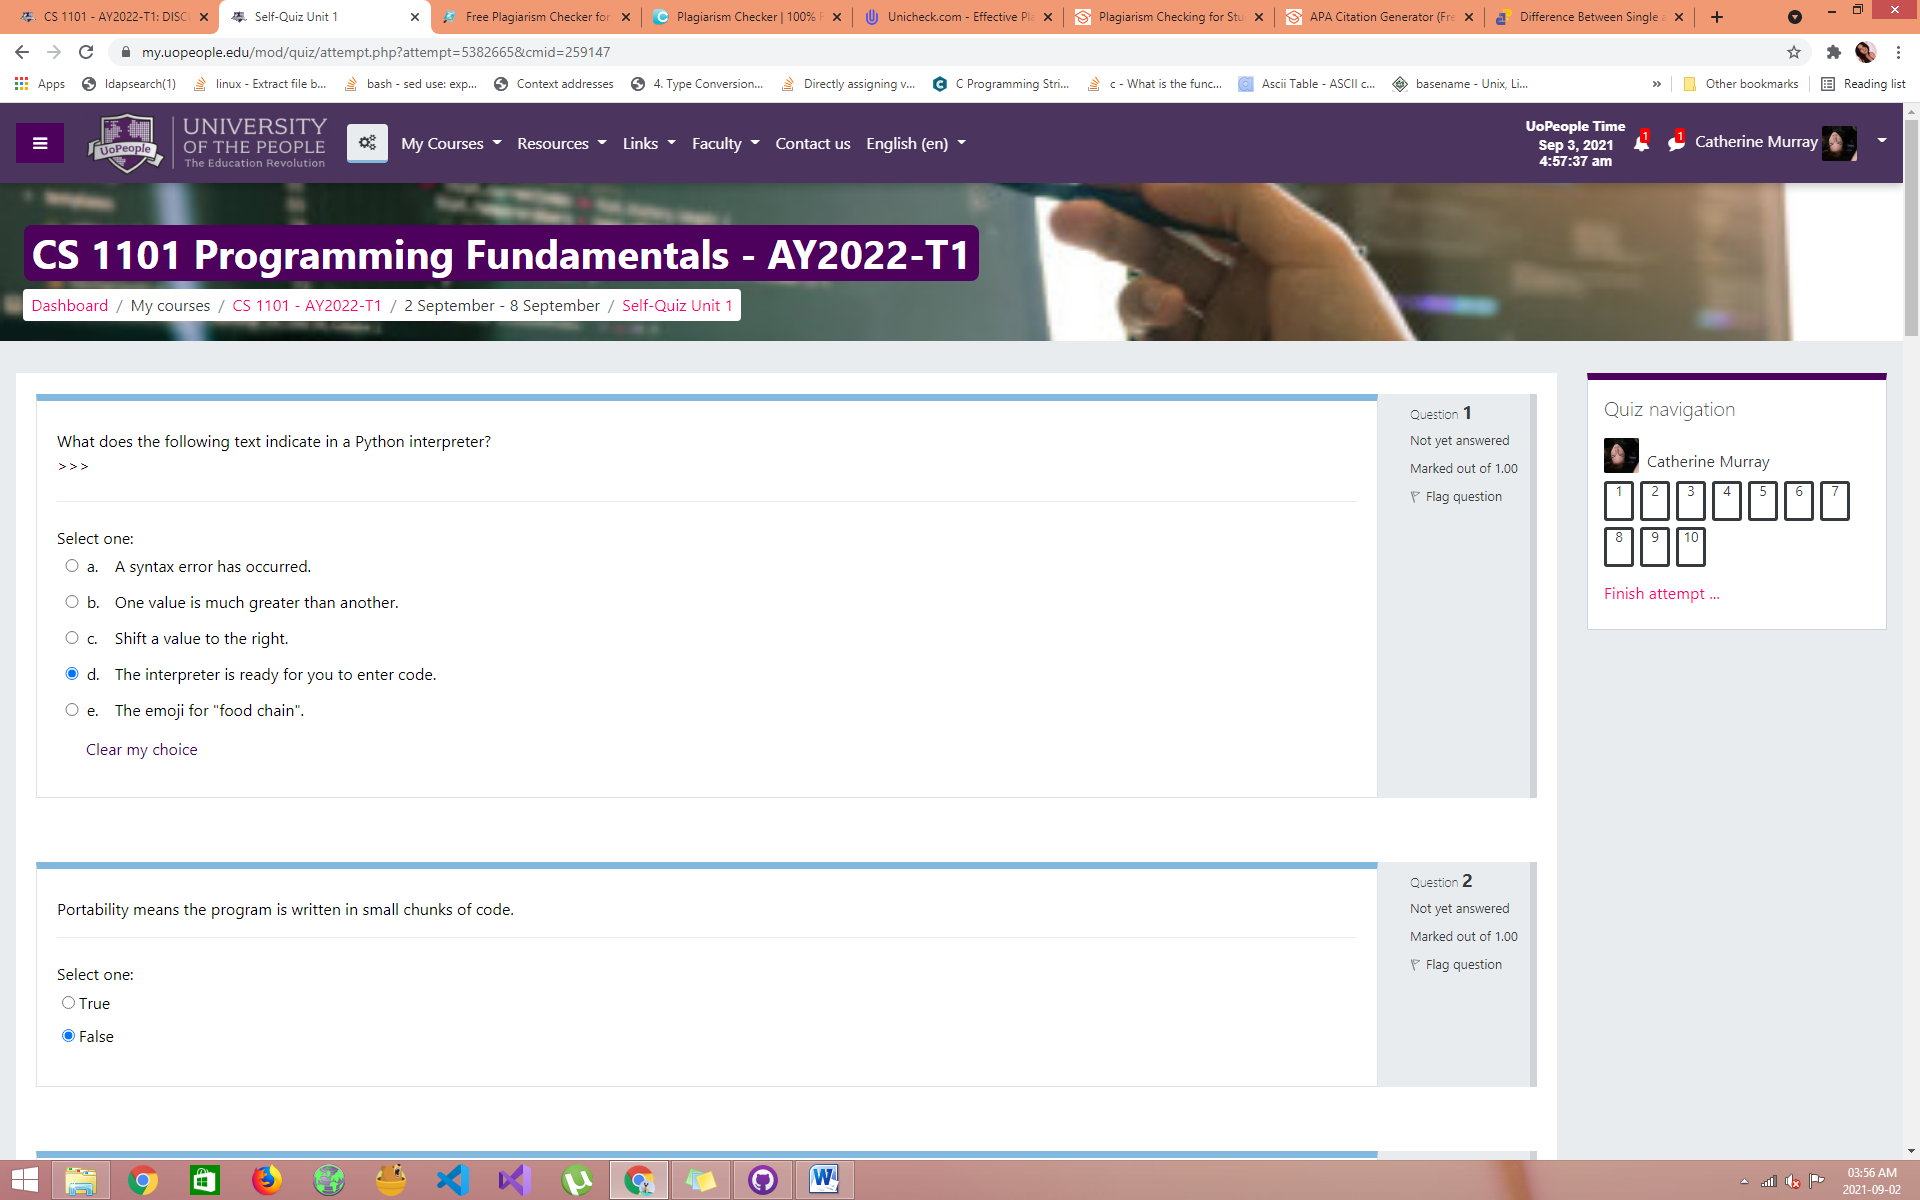 CS 1101 - AY2022-T1: DISCU
Self-Quiz Unit 1
Free Plagiarism Checker for
Plagiarism Checker | 100% F
Unicheck.com - Effective Pla
Plagiarism Checking for Stu
APA Citation Generator (Fre
Difference Between Single a
my.uopeople.edu/mod/quiz/attempt.php?attempt=5382665&cmid=259147
Apps
ldapsearch(1)
linux - Extract file b...
bash - sed use: exp...
Context addresses
4. Type Conversion...
Directly assigning v...
C Programming Stri...
c - What is the func...
Ascii Table - ASCII c...
basename - Unix, Li...
»
Other bookmarks
Reading list
UoPeople
UNIVERSITY
OF THE PEOPLE
The Education Revolution
My Courses
Resources
Links
Faculty
Contact us
English (en)
UoPeople Time
Sep 3, 2021
4:57:37 am
1
1
Catherine Murray
CS 1101 Programming Fundamentals - AY2022-T1
Dashboard / My courses / CS 1101 - AY2022-T1 / 2 September - 8 September / Self-Quiz Unit 1
What does the following text indicate in a Python interpreter?
>>>
Select one:
a. A syntax error has occurred.
b. One value is much greater than another.
c. Shift a value to the right.
d. The interpreter is ready for you to enter code.
e. The emoji for "food chain".
Clear my choice
Question 1
Not yet answered
Marked out of 1.00
Flag question
Portability means the program is written in small chunks of code.
Select one:
True
False
Question 2
Not yet answered
Marked out of 1.00
Flag question
Quiz navigation
Catherine Murray
1 2 3 4 5 6 7
8 9 10
Finish attempt ...
03:56 AM
2021-09-02